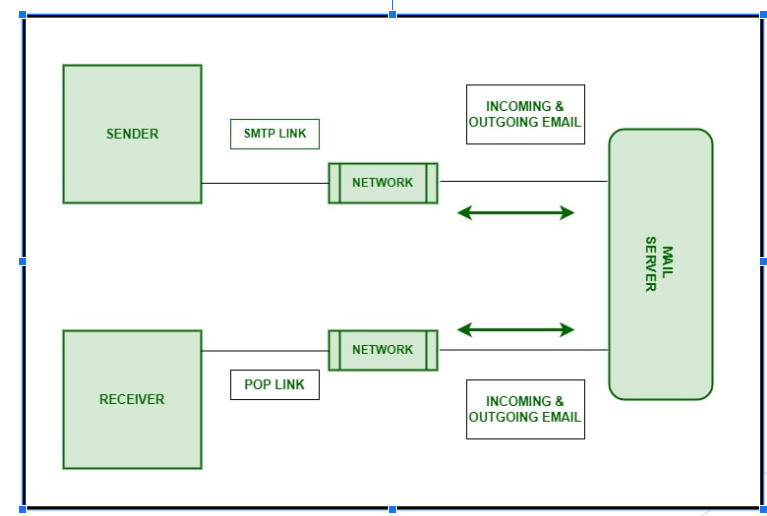 SENDER
SMTP LINK
NETWORK
INCOMING &
OUTGOING EMAIL
MAIL
SERVER
RECEIVER
POP LINK
NETWORK
INCOMING &
OUTGOING EMAIL